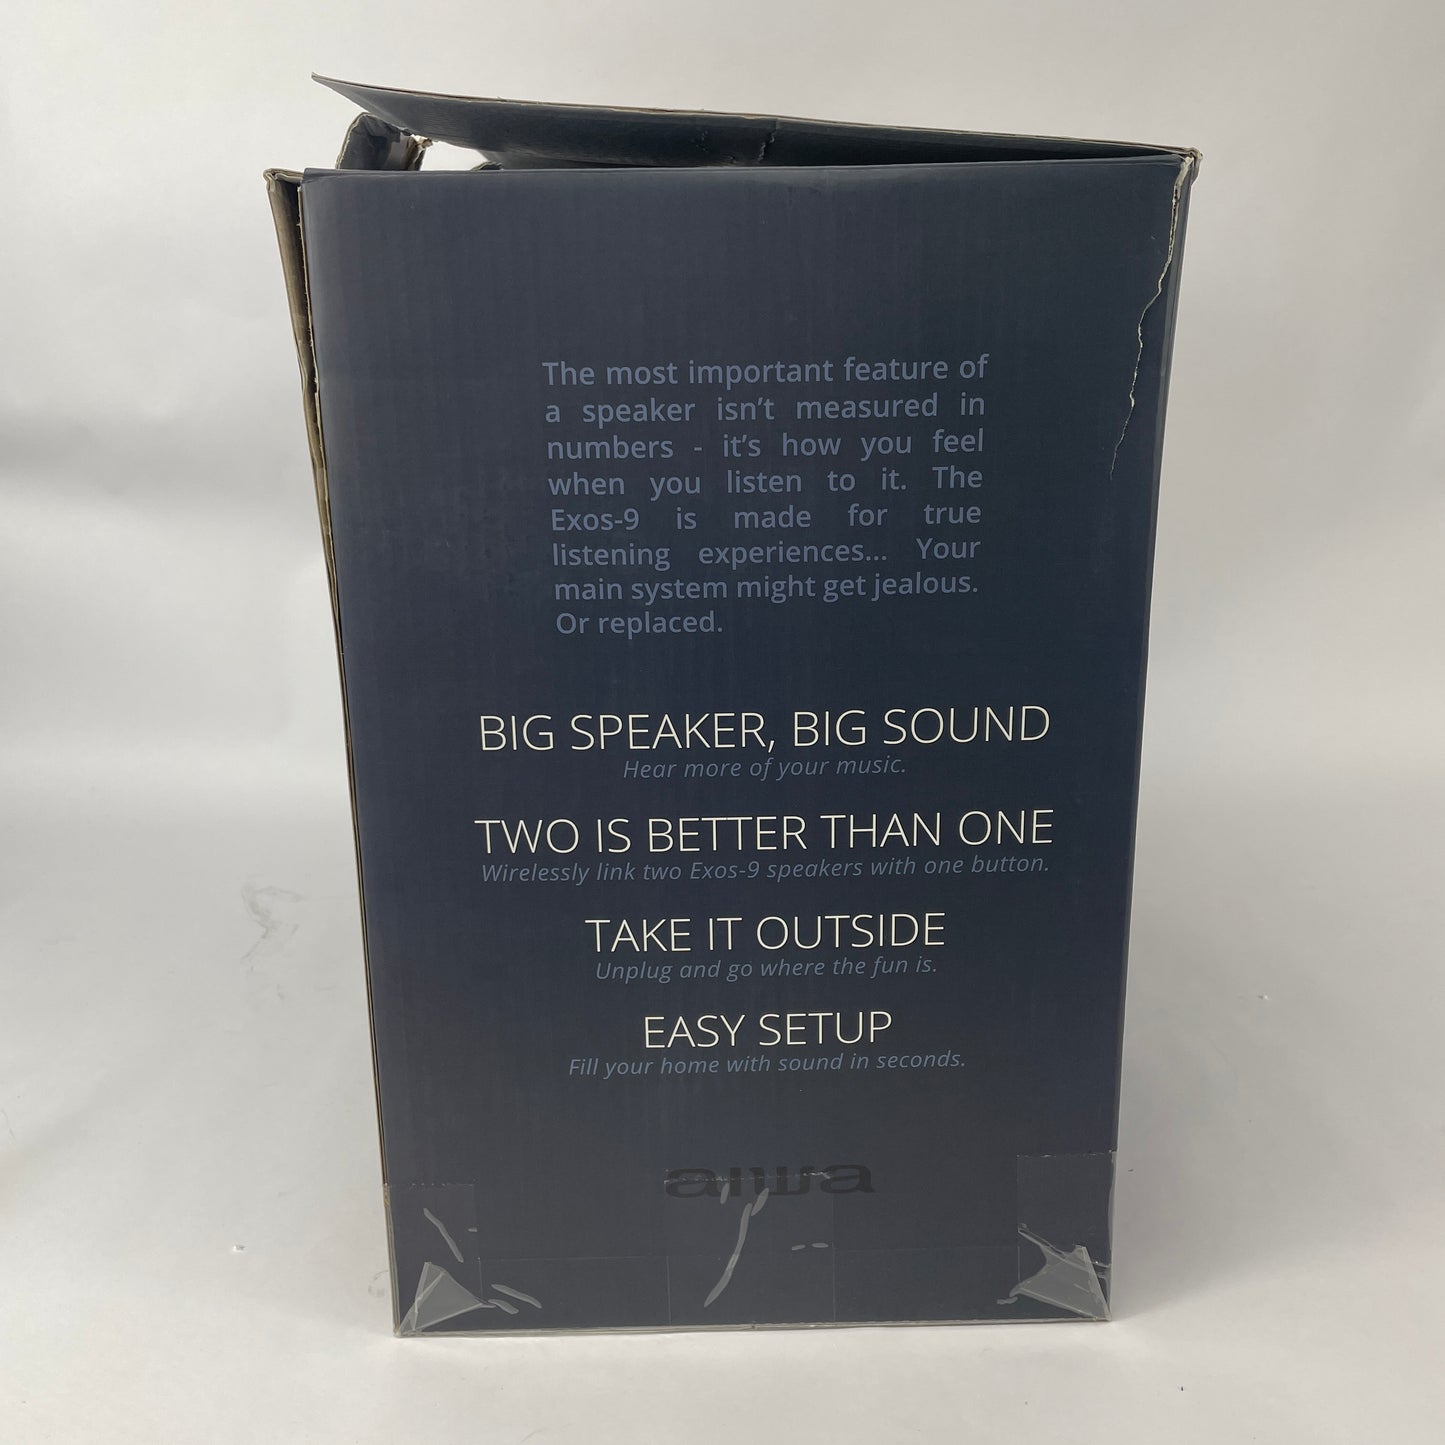 The most important feature of
a speaker isn't measured in
numbers - it's how you feel
when you listen to it. The
Exos-9 is made for true
listening experiences... Your
main system might get jealous.
Or replaced.
BIG SPEAKER, BIG SOUND
Hear more of your music.
TWO IS BETTER THAN ONE
Wirelessly link two Exos-9 speakers with one button.
TAKE IT OUTSIDE
Unplug and go where the fun is.
EASY SETUP
Fill your home with sound in seconds.
aiwa